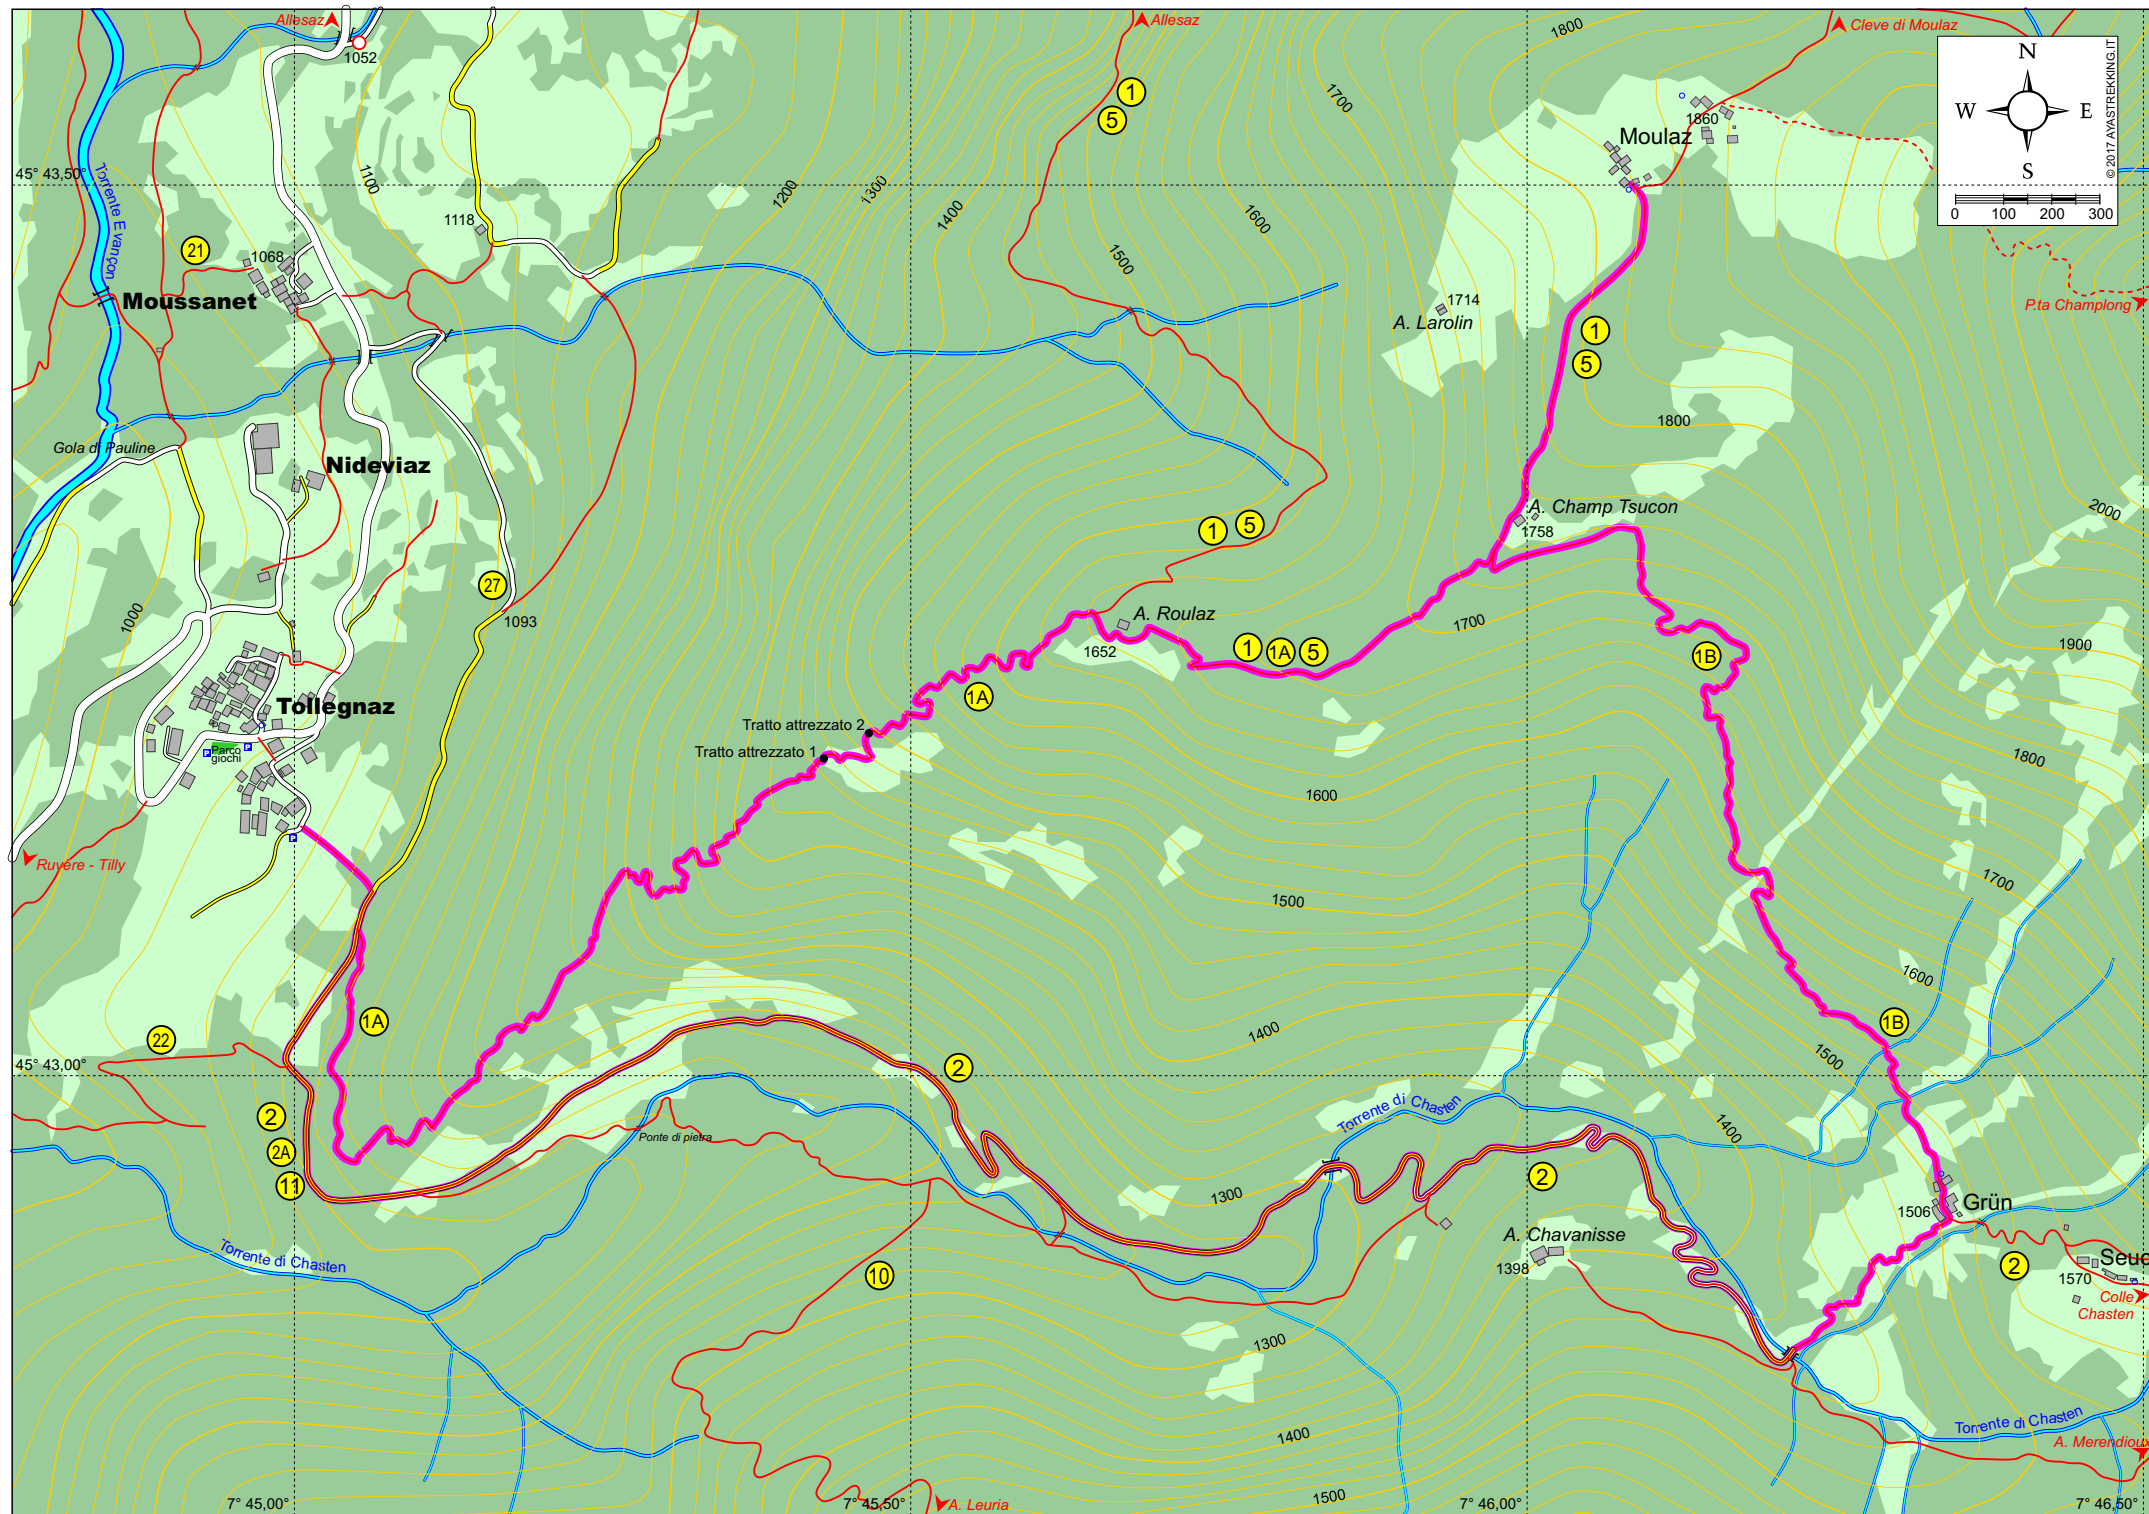 Allesaz
Allesaz
Cleve di Moulaz
1052
1800
1700
1
5
N
W
E
S
0 100 200 300
© 2017 AYASTREKKING.IT
1860
Moulaz
45° 43,50°
Torrente Evançon
1100
1200
1300
1400
1600
1500
1118
21
1068
Moussanet
1714
A. Larolin
1
5
P.ta Champlong
1800
Gola di Pauline
Nideviaz
A. Champ Tsucon
1758
2000
1
5
27
1093
1000
A. Roulaz
1652
1
1A
5
1700
1B
1900
1A
Tollegnaz
Parco
giochi
P
P
P
Tratto attrezzato 2
Tratto attrezzato 1
1800
1600
Ruvère - Tilly
1700
1500
1600
1A
22
45° 43,00°
1400
1B
1500
2
2
2A
11
Ponte di pietra
Torrente di Chasten
1400
2
1300
Grün
1506
A. Chavanisse
1398
Torrente di Chasten
10
2
Seuc
1570
Colle
Chasten
1300
1400
Torrente di Chasten
A. Merendioux
1500
7° 45,00°
7° 45,50°
A. Leuria
7° 46,00°
7° 46,50°